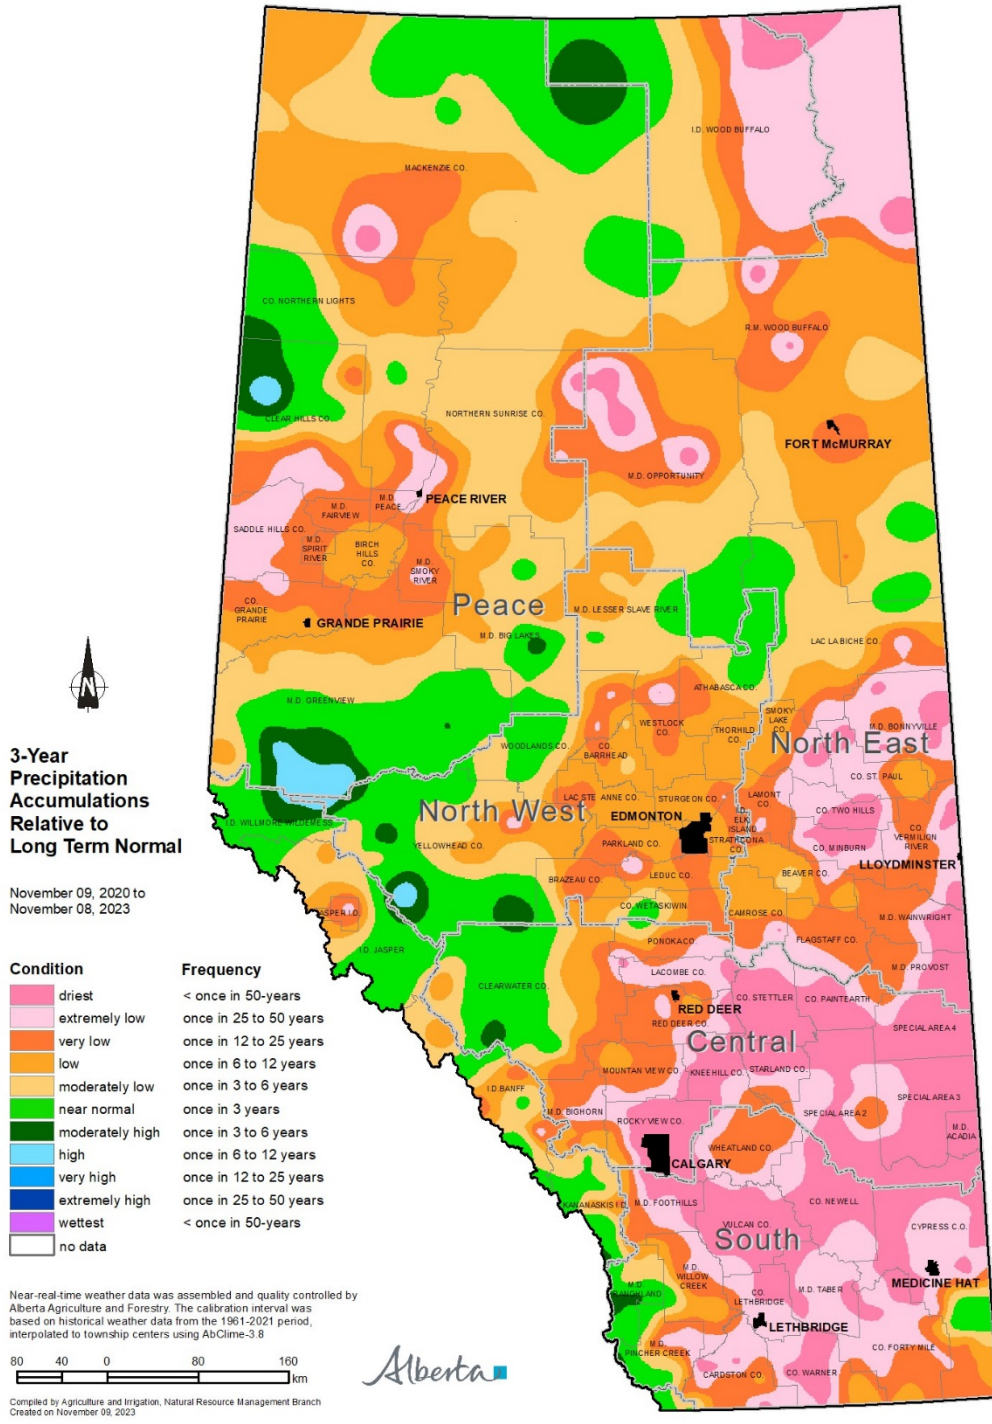 I.D. WOOD BUFFALO
MACKENZIE CO.
CO. NORTHERN LIGHTS
R.M. WOOD BUFFALO
CLEAR HILLS CO.
NORTHERN SUNRISE CO.
FORT McMURRAY
M.D. OPPORTUNITY
M.D.
PEACE
PEACE RIVER
M.D.
FAIRVIEW
SADDLE HILLS CO.
M.D.
SPIRIT
RIVER
BIRCH
HILLS
CO.
M.D.
SMOKY
RIVER
CO.
GRANDE
PRAIRIE
GRANDE PRAIRIE
Peace
M.D. LESSER SLAVE RIVER
M.D. BIG LAKES
LAC LA BICHE CO.
M.D. GREENVIEW
ATHABASCA CO.
WOODLANDS CO.
CO.
BARRHEAD
WESTLOCK
CO.
THORHILD
CO.
SMOKY
LAKE
CO.
M.D. BONNYVILLE
North East
CO. ST. PAUL
North West
LAC STE ANNE CO.
STURGEON CO.
LAMONT
CO.
CO. TWO HILLS
EDMONTON
I.D.
ELK
ISLAND
STRATHCONA
CO.
CO.
VERMILION
RIVER
I.D. WILLMORE WILDERNESS
YELLOWHEAD CO.
PARKLAND CO.
CO. MINBURN
LLOYDMINSTER
BRAZEAU CO.
LEDUC CO.
BEAVER CO.
CO. WETASKIWIN
CAMROSE CO.
M.D. WAINWRIGHT
JASPER I.D.
I.D. JASPER
PONOKA CO.
FLAGSTAFF CO.
M.D. PROVOST
LACOMBE CO.
CLEARWATER CO.
CO. STETTLER
CO. PAINTEARTH
RED DEER
RED DEER CO.
SPECIAL AREA 4
Central
MOUNTAIN VIEW CO.
KNEEHILL CO.
STARLAND CO.
I.D. BANFF
SPECIAL AREA 3
M.D. BIGHORN
ROCKY VIEW CO.
SPECIAL AREA 2
M.D.
ACADIA
WHEATLAND CO.
CALGARY
KANANASKIS I.D.
M.D. FOOTHILLS
CO. NEWELL
VULCAN CO.
CYPRESS C.O.
South
M.D.
WILLOW
CREEK
MEDICINE HAT
M.D.
RANCHLAND
CO.
LETHBRIDGE
M.D. TABER
LETHBRIDGE
M.D.
PINCHER CREEK
CO. FORTY MILE
CARDSTON CO.
CO. WARNER
N
3-Year
Precipitation
Accumulations
Relative to
Long Term Normal
November 09, 2020 to
November 08, 2023
Condition Frequency
driest < once in 50-years
extremely low once in 25 to 50 years
very low once in 12 to 25 years
low once in 6 to 12 years
moderately low once in 3 to 6 years
near normal once in 3 years
moderately high once in 3 to 6 years
high once in 6 to 12 years
very high once in 12 to 25 years
extremely high once in 25 to 50 years
wettest < once in 50-years
no data
Near-real-time weather data was assembled and quality controlled by
Alberta Agriculture and Forestry. The calibration interval was
based on historical weather data from the 1961-2021 period,
interpolated to township centers using AbClime-3.8
80 40 0 80 160
km
Alberta
Compiled by Agriculture and Irrigation, Natural Resource Management Branch
Created on November 09, 2023